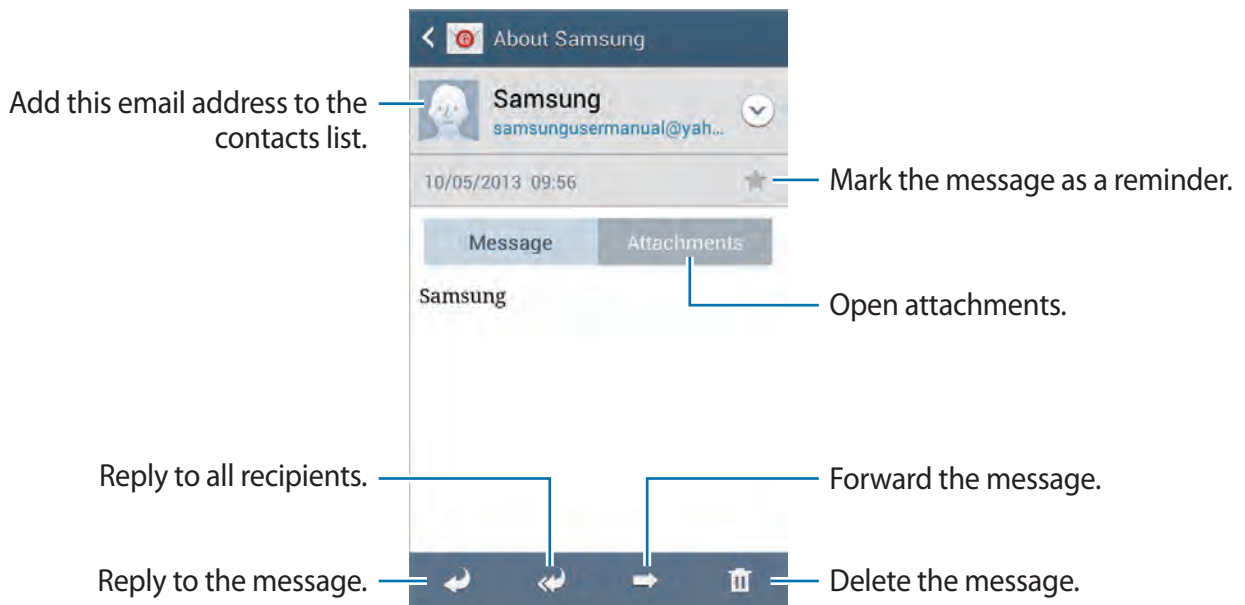 About Samsung
Add this email address to the
contacts list.
Samsung
samsungusermanual@yah...
10/05/2013 09:56
Mark the message as a reminder.
Message
Attachments
Samsung
Open attachments.
Reply to all recipients.
Forward the message.
Reply to the message.
Delete the message.